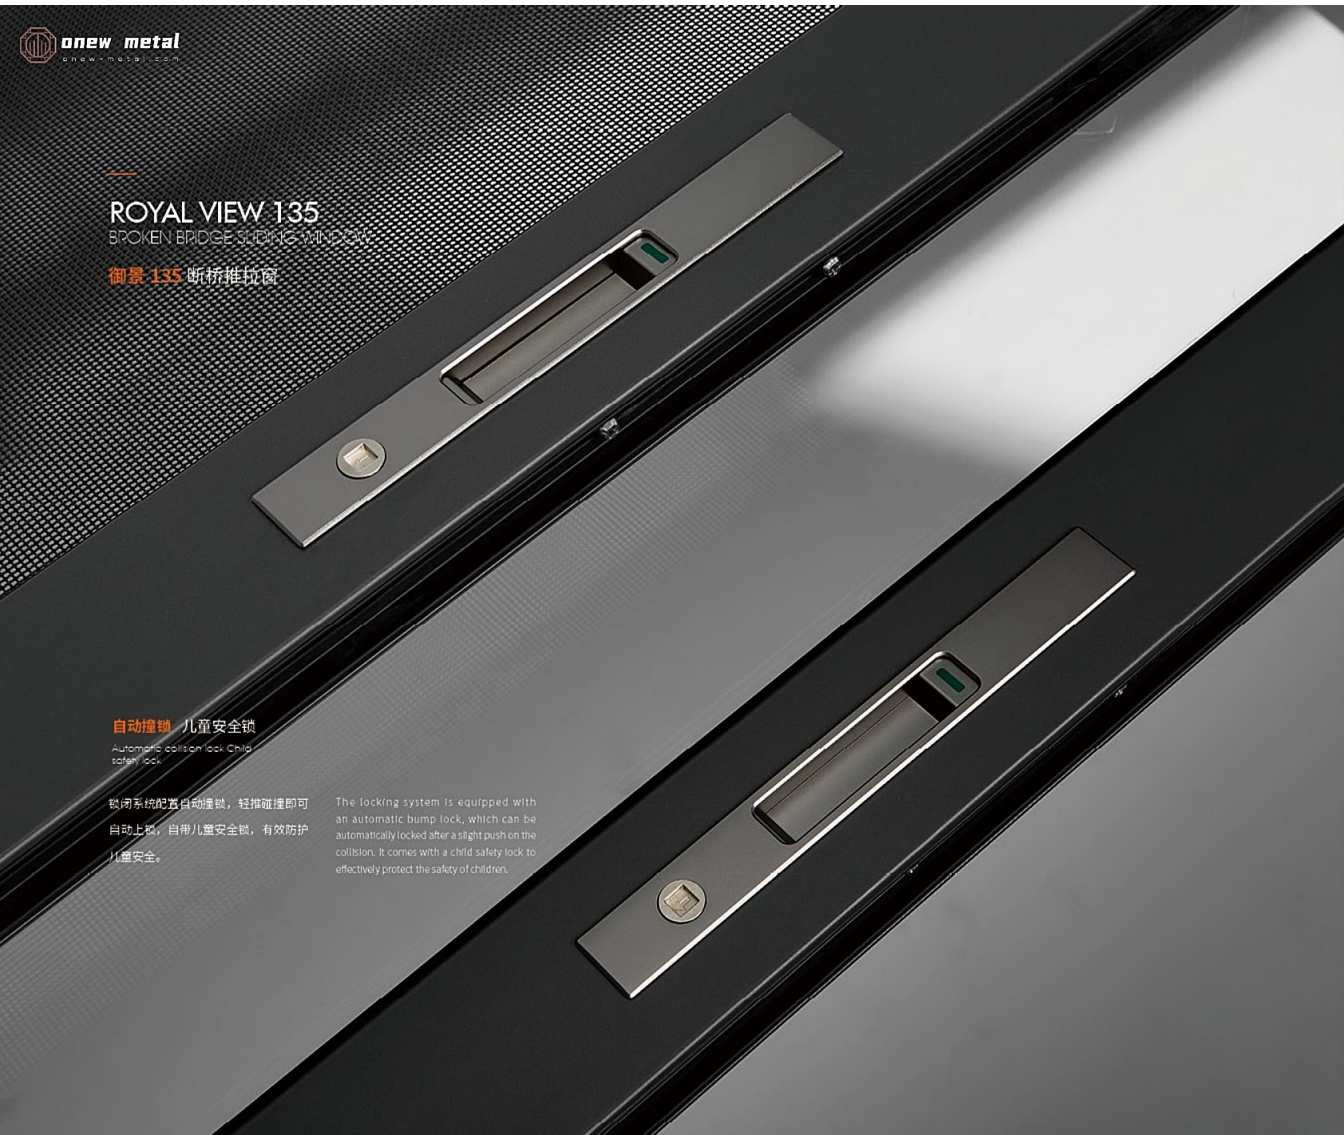 onew metal
onew-metal.com
ROYAL VIEW 135
BROKEN BRIDGE SLIDING WINDOW
御景 135 断桥推拉窗
自动撞锁 儿童安全锁
Automatic collision lock Child
safety lock
锁闭系统配置自动撞锁，轻推碰撞即可
自动上锁，自带儿童安全锁，有效防护
儿童安全。
The locking system is equipped with
an automatic bump lock, which can be
automatically locked after a slight push on the
collision. It comes with a child safety lock to
effectively protect the safety of children.